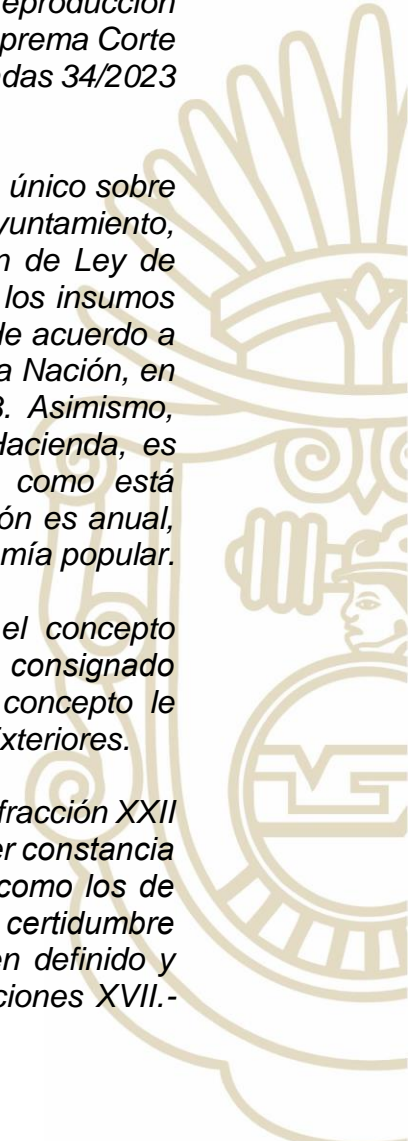 eproducción
prema Corte
das 34/2023
único sobre
yuntamiento,
n de Ley de
los insumos
de acuerdo a
a Nación, en
3. Asimismo,
Hacienda, es
como está
ón es anual,
mía popular.
el concepto
consignado
concepto le
xteriores.
fracción XXII
er constancia
como los de
certidumbre
en definido y
ciones XVII.-